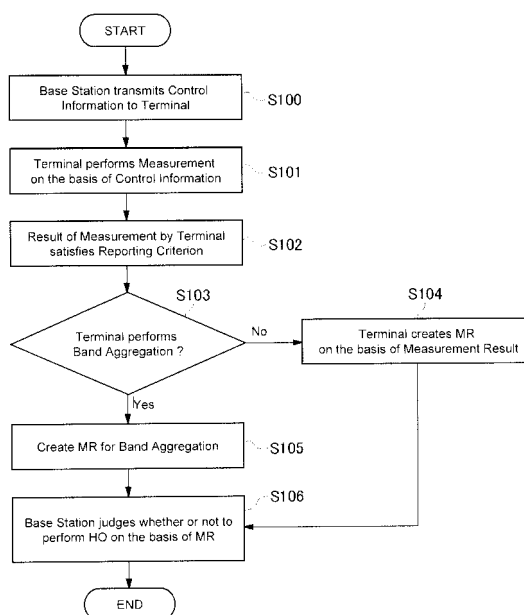 START
Base Station transmits Control
Information to Terminal
S100
Terminal performs Measurement
on the basis of Control Information
S101
Result of Measurement by Terminal
satisfies Reporting Criterion
S102
S103
Terminal performs
Band Aggregation ?
No
S104
Terminal creates MR
on the basis of Measurement Result
Yes
Create MR for Band Aggregation
S105
S106
Base Station judges whether or not to
perform HO on the basis of MR
END